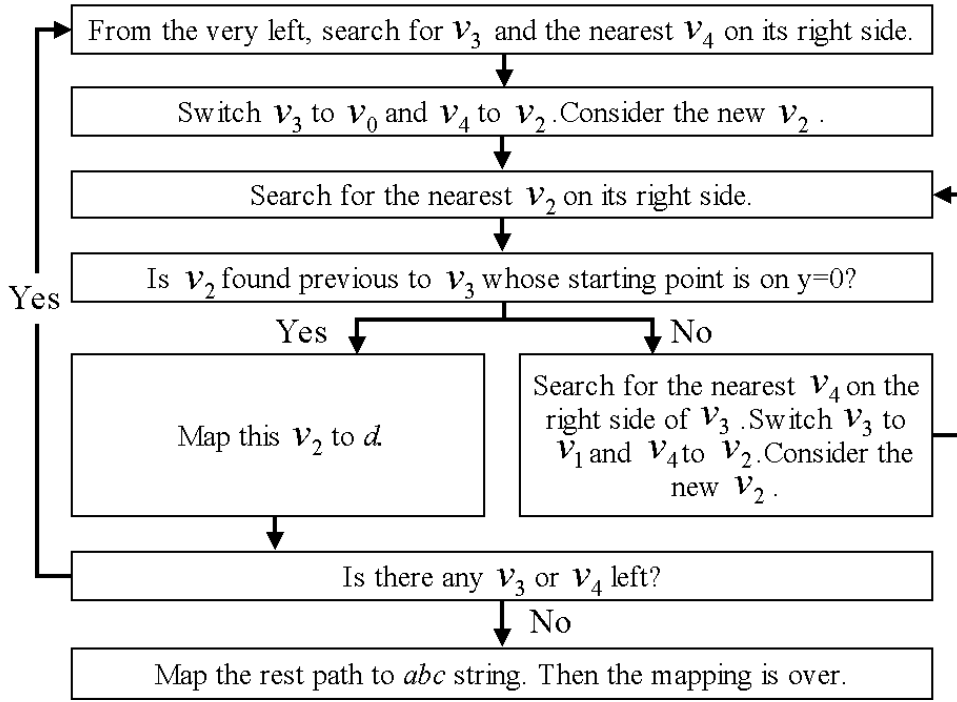 From the very left, search for v3 and the nearest v4 on its right side.
Switch v3 to v0 and v4 to v2 .Consider the new v2 .
Search for the nearest v2 on its right side.
Is v2 found previous to v3 whose starting point is on y=0?
Yes
Yes
No
Map this v2 to d.
Search for the nearest v4 on the
right side of v3 .Switch v3 to
v1 and v4 to v2 .Consider the
new v2 .
Is there any v3 or v4 left?
No
Map the rest path to abc string. Then the mapping is over.